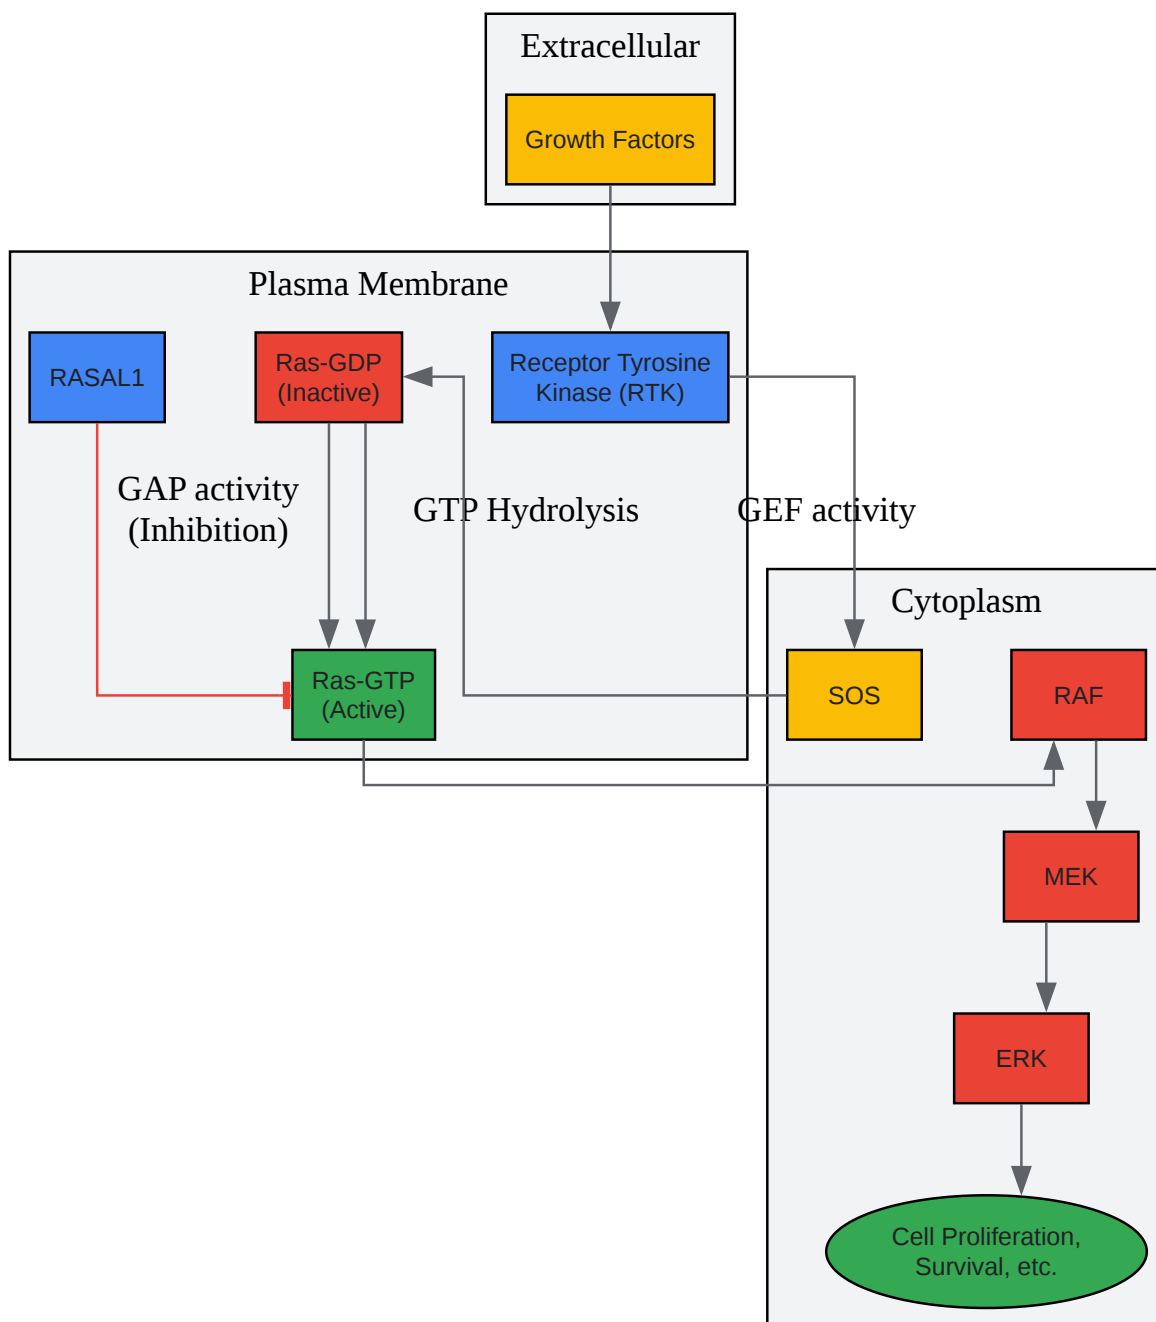 Extracellular
Growth Factors
Plasma Membrane
RASAL1
Ras-GDP
(Inactive)
Receptor Tyrosine
Kinase (RTK)
GAP activity
(Inhibition)
GTP Hydrolysis
GEF activity
Cytoplasm
Ras-GTP
(Active)
SOS
RAF
MEK
ERK
Cell Proliferation,
Survival, etc.